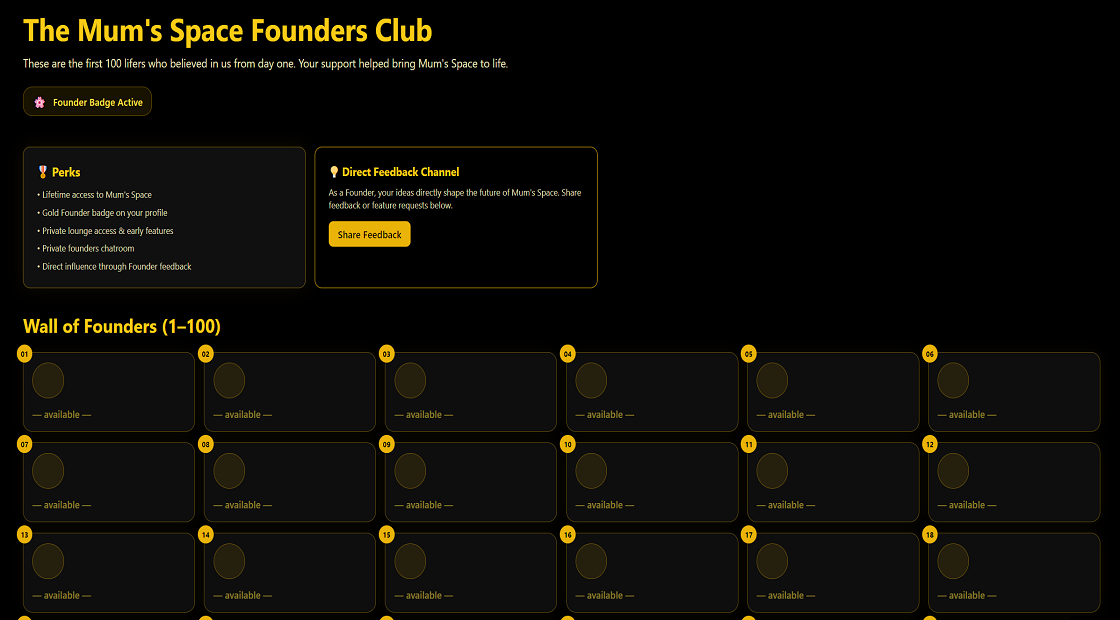 The Mum's Space Founders Club
These are the first 100 lifers who believed in us from day one. Your support helped bring Mum's Space to life.
Founder Badge Active
Perks
• Lifetime access to Mum's Space
• Gold Founder badge on your profile
• Private lounge access & early features
• Private founders chatroom
• Direct influence through Founder feedback
Direct Feedback Channel
As a Founder, your ideas directly shape the future of Mum's Space. Share
feedback or feature requests below.
Share Feedback
Wall of Founders (1–100)
01
— available —
02
— available —
03
— available —
04
— available —
05
— available —
06
— available —
07
— available —
08
— available —
09
— available —
10
— available —
11
— available —
12
— available —
13
— available —
14
— available —
15
— available —
16
— available —
17
— available —
18
— available —